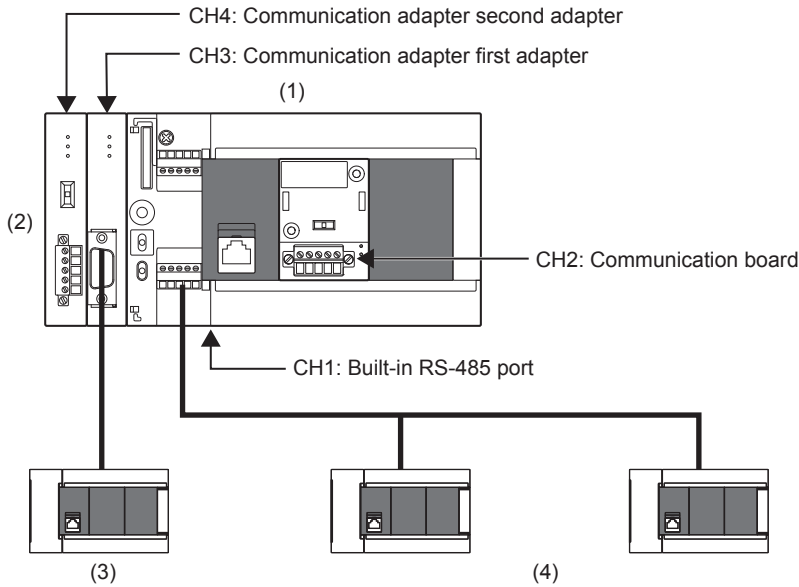 CH4: Communication adapter second adapter
CH3: Communication adapter first adapter
(1)
(2)
CH2: Communication board
CH1: Built-in RS-485 port
(3)
(4)